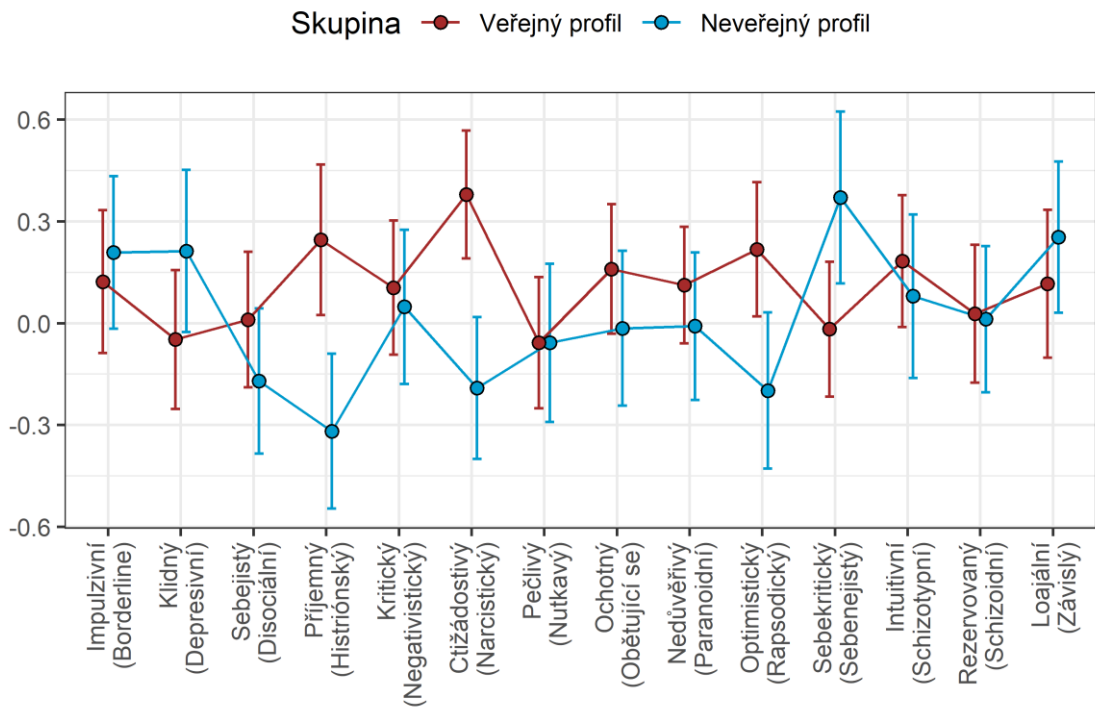 Skupina Veřejný profil Neveřejný profil
0.6
0.3
0.0
-0.3
-0.6
Impulzivní
(Borderline)
Klidný
(Depresivní)
Sebejistý
(Disociální)
Příjemný
(Histriónský)
Kritický
(Negativistický)
Ctižádostivý
(Narcistický)
Pečlivý
(Nutkavý)
Ochotný
(Obětující se)
Nedůvěřivý
(Paranoidní)
Optimistický
(Rapsodický)
Sebekritický
(Sebenejistý)
Intuitivní
(Schizotypní)
Rezervovaný
(Schizoidní)
Loajální
(Závislý)